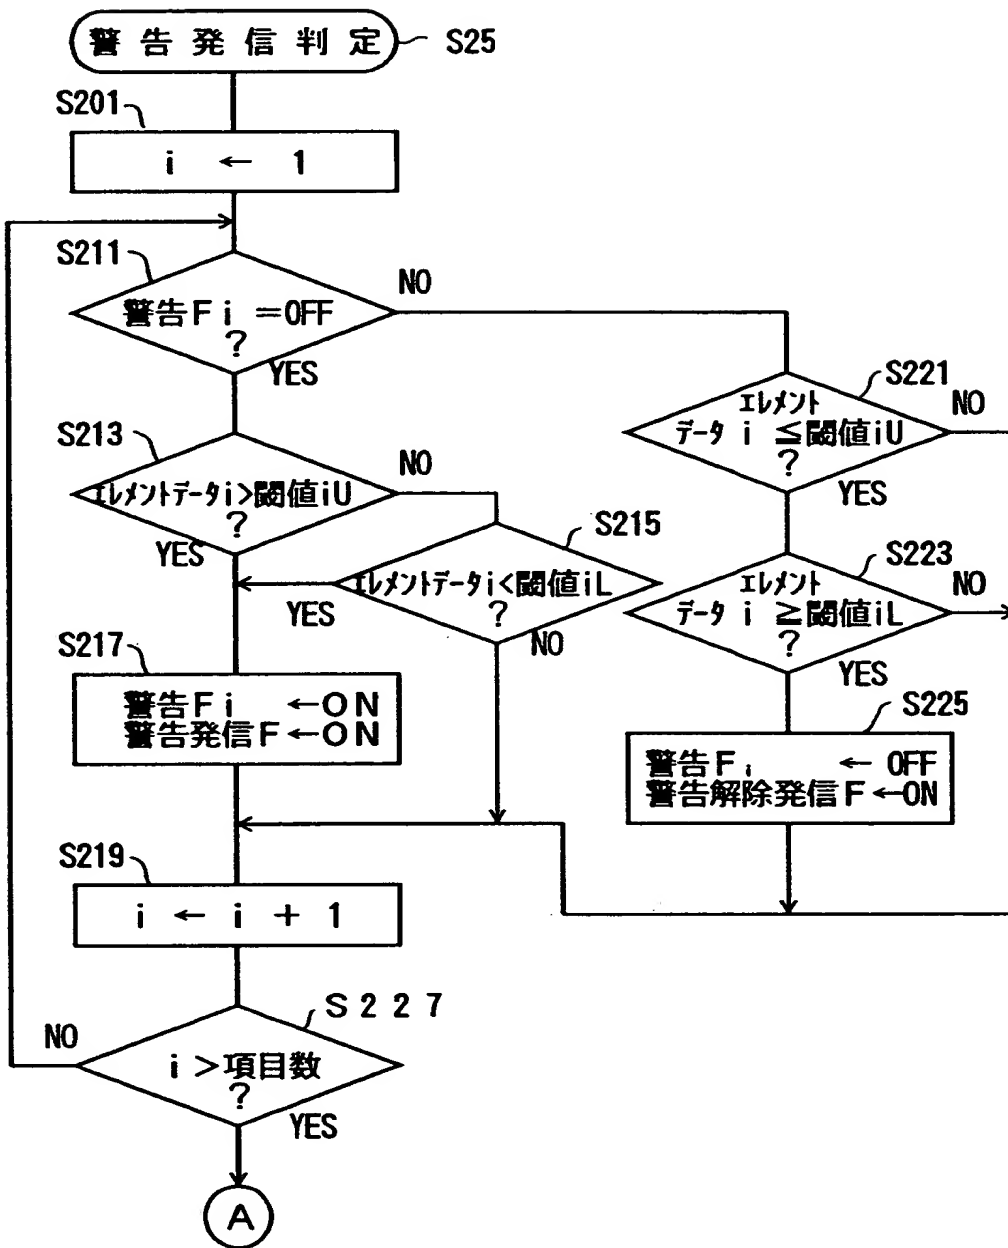 警告発信判定
S25
S201
i ← 1
S211
警告Fi =OFF
?
NO
YES
S221
エレメント
データ i ≦閾値iU
?
NO
YES
S213
エレメントデータi>閾値iU
?
NO
YES
S215
エレメントデータi<閾値iL
?
YES
NO
S223
エレメント
データ i ≧閾値iL
?
NO
YES
S217
警告Fi ←ON
警告発信F←ON
S225
警告Fi ← OFF
警告解除発信F←ON
S219
i ← i + 1
S227
i >項目数
?
NO
YES
A